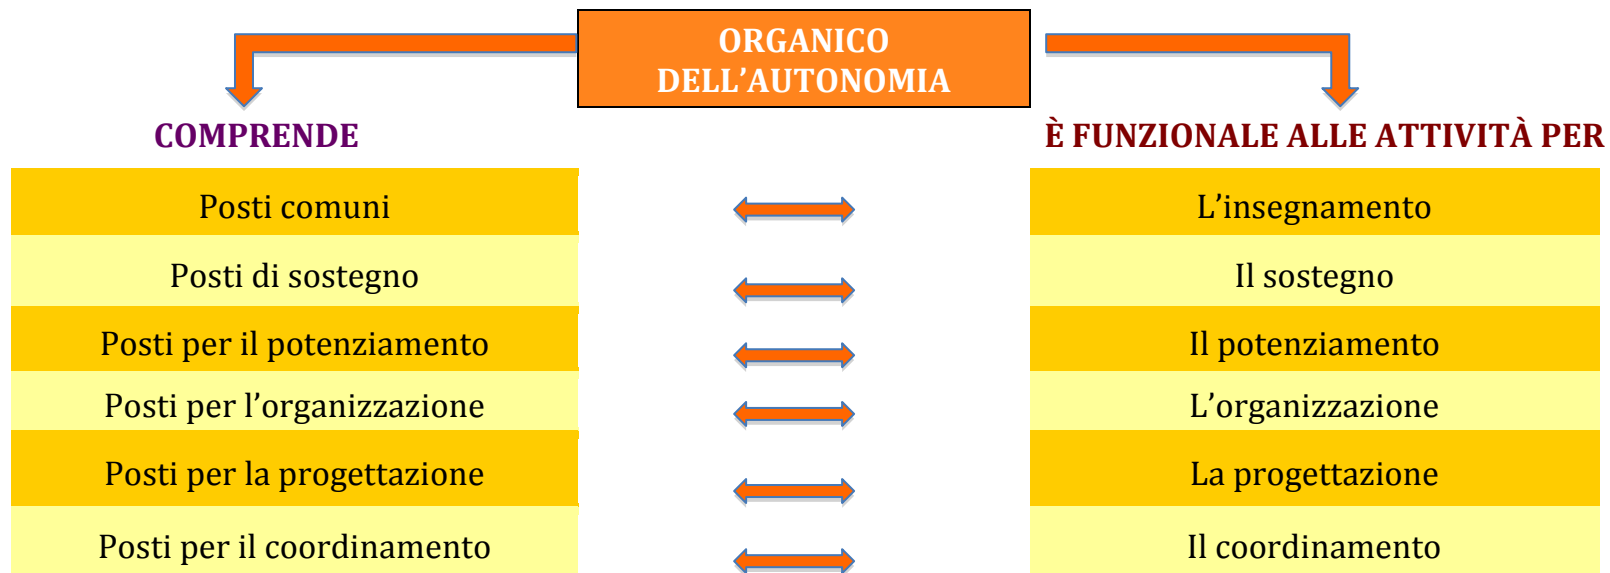 ORGANICO
DELL’AUTONOMIA
COMPRENDE
È FUNZIONALE ALLE ATTIVITÀ PER
Posti comuni
L’insegnamento
Posti di sostegno
Il sostegno
Posti per il potenziamento
Il potenziamento
Posti per l’organizzazione
L’organizzazione
Posti per la progettazione
La progettazione
Posti per il coordinamento
Il coordinamento